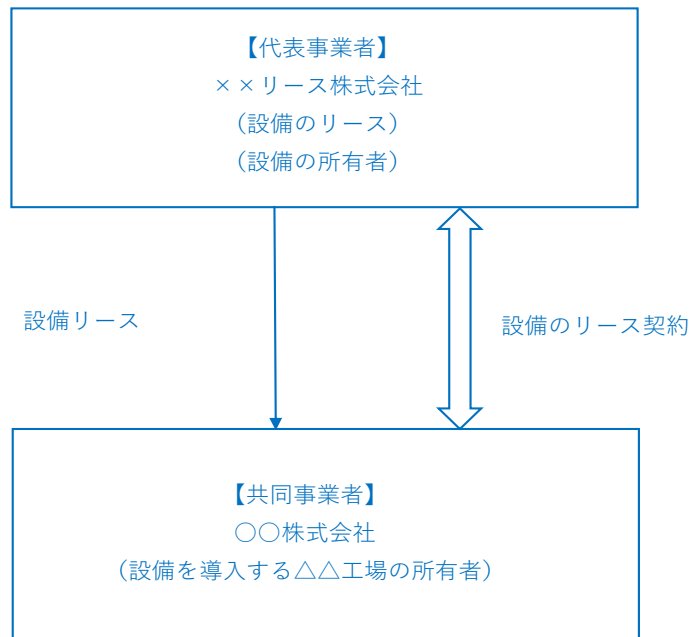 【代表事業者】
××リース株式会社
（設備のリース）
（設備の所有者）
設備リース
設備のリース契約
【共同事業者】
○○株式会社
（設備を導入する△△工場の所有者）